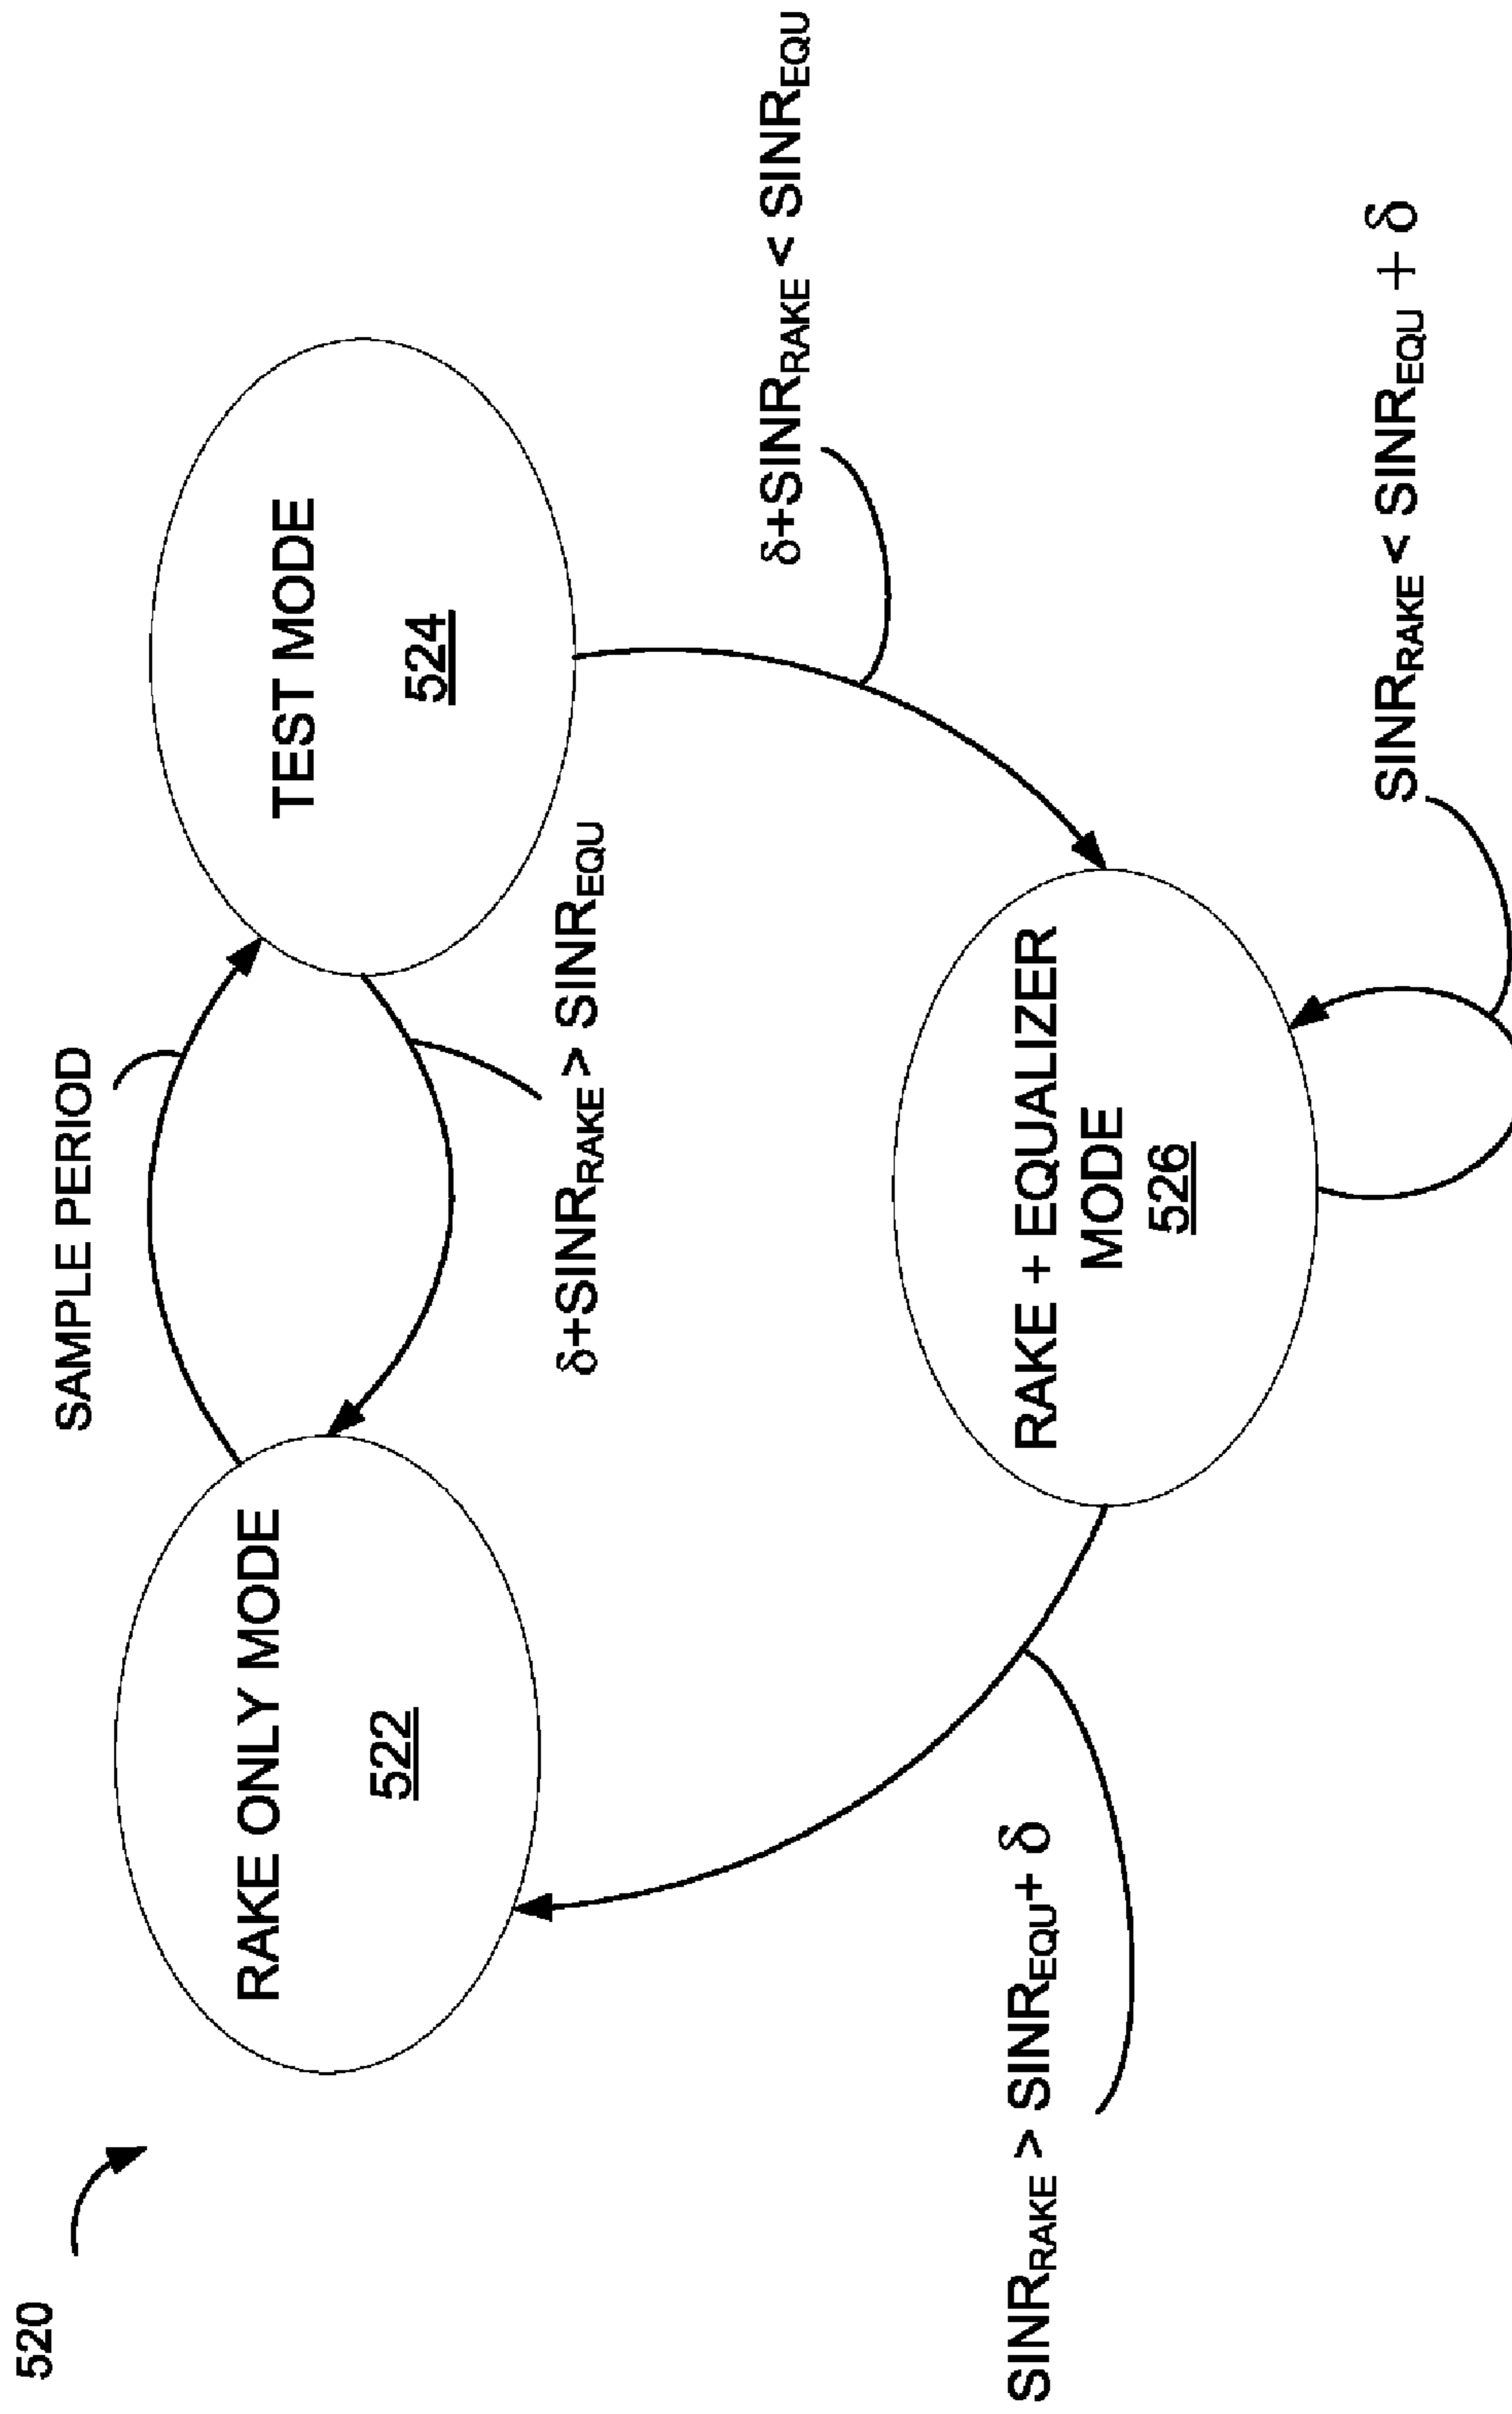 520
SAMPLE PERIOD
RAKE ONLY MODE
522
TEST MODE
524
δ+SINR_RAKE > SINR_EQU
δ+SINR_RAKE < SINR_EQU
RAKE + EQUALIZER
MODE
526
SINR_RAKE > SINR_EQU + δ
SINR_RAKE < SINR_EQU + δ